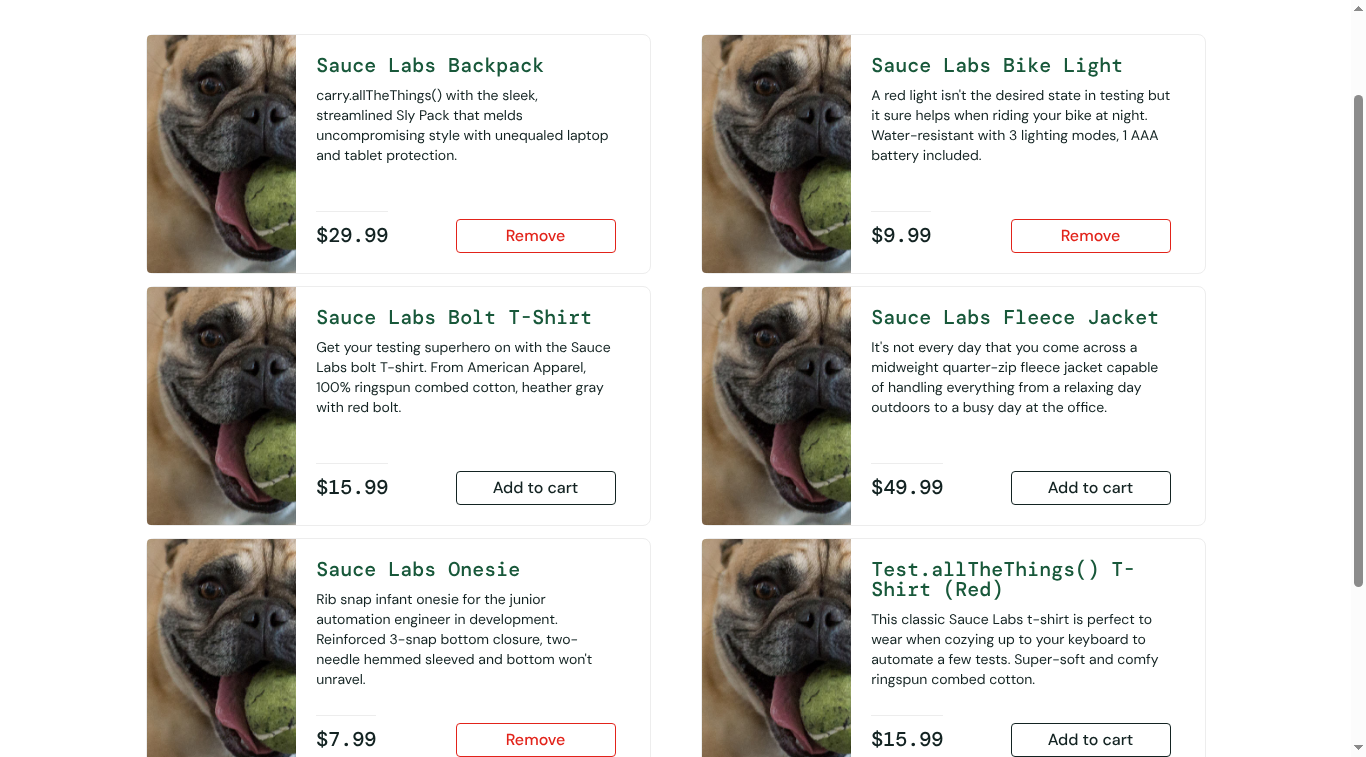 Sauce Labs Backpack
carry.allTheThings() with the sleek,
streamlined Sly Pack that melds
uncompromising style with unequaled laptop
and tablet protection.
$29.99
Remove
Sauce Labs Bike Light
A red light isn't the desired state in testing but
it sure helps when riding your bike at night.
Water-resistant with 3 lighting modes, 1 AAA
battery included.
$9.99
Remove
Sauce Labs Bolt T-Shirt
Get your testing superhero on with the Sauce
Labs bolt T-shirt. From American Apparel,
100% ringspun combed cotton, heather gray
with red bolt.
$15.99
Add to cart
Sauce Labs Fleece Jacket
It's not every day that you come across a
midweight quarter-zip fleece jacket capable
of handling everything from a relaxing day
outdoors to a busy day at the office.
$49.99
Add to cart
Sauce Labs Onesie
Rib snap infant onesie for the junior
automation engineer in development.
Reinforced 3-snap bottom closure, two-
needle hemmed sleeved and bottom won't
unravel.
$7.99
Remove
Test.allTheThings() T-
Shirt (Red)
This classic Sauce Labs t-shirt is perfect to
wear when cozying up to your keyboard to
automate a few tests. Super-soft and comfy
ringspun combed cotton.
$15.99
Add to cart